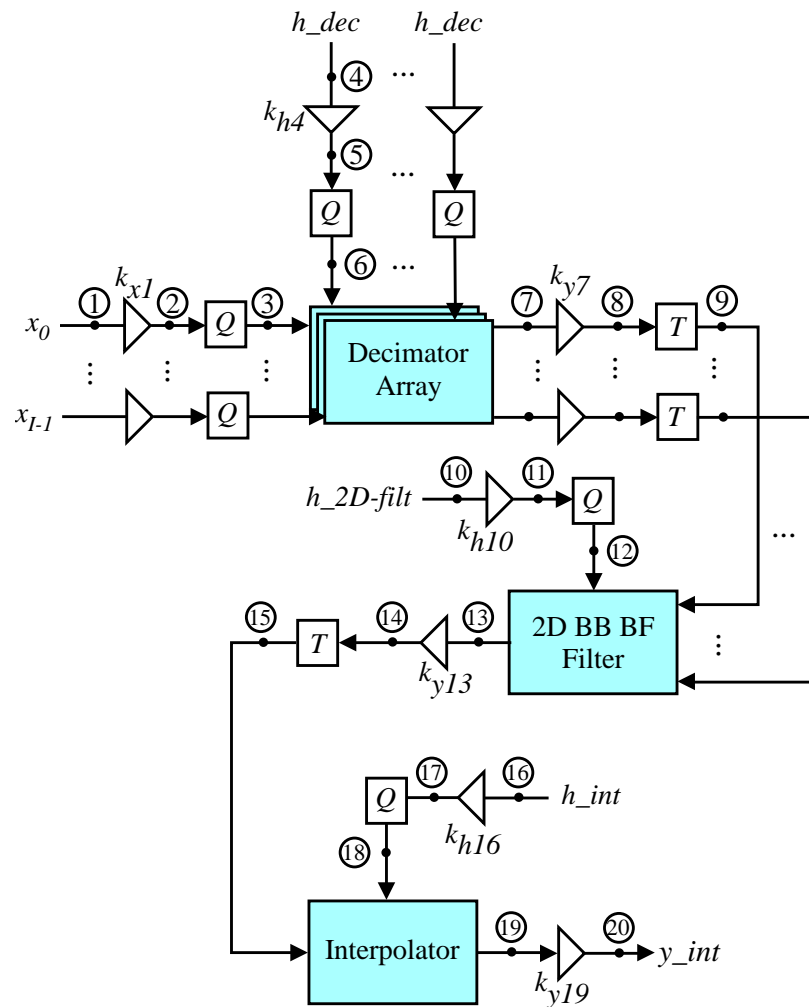 h_dec h_dec
4 ...
k_h4
5 ...
Q Q
6 ...
k_x1 k_y7
1 2 3 7 8 9
x_0 Q T
Decimator
Array
⋮ ⋮ ⋮ ⋮ ⋮ ⋮
x_I-1 Q T
10 11
h_2D-filt Q
k_h10
12 ...
15 14 13
T 2D BB BF
Filter
⋮
k_y13
17 16
Q h_int
k_h16
18
Interpolator
19 20
y_int
k_y19